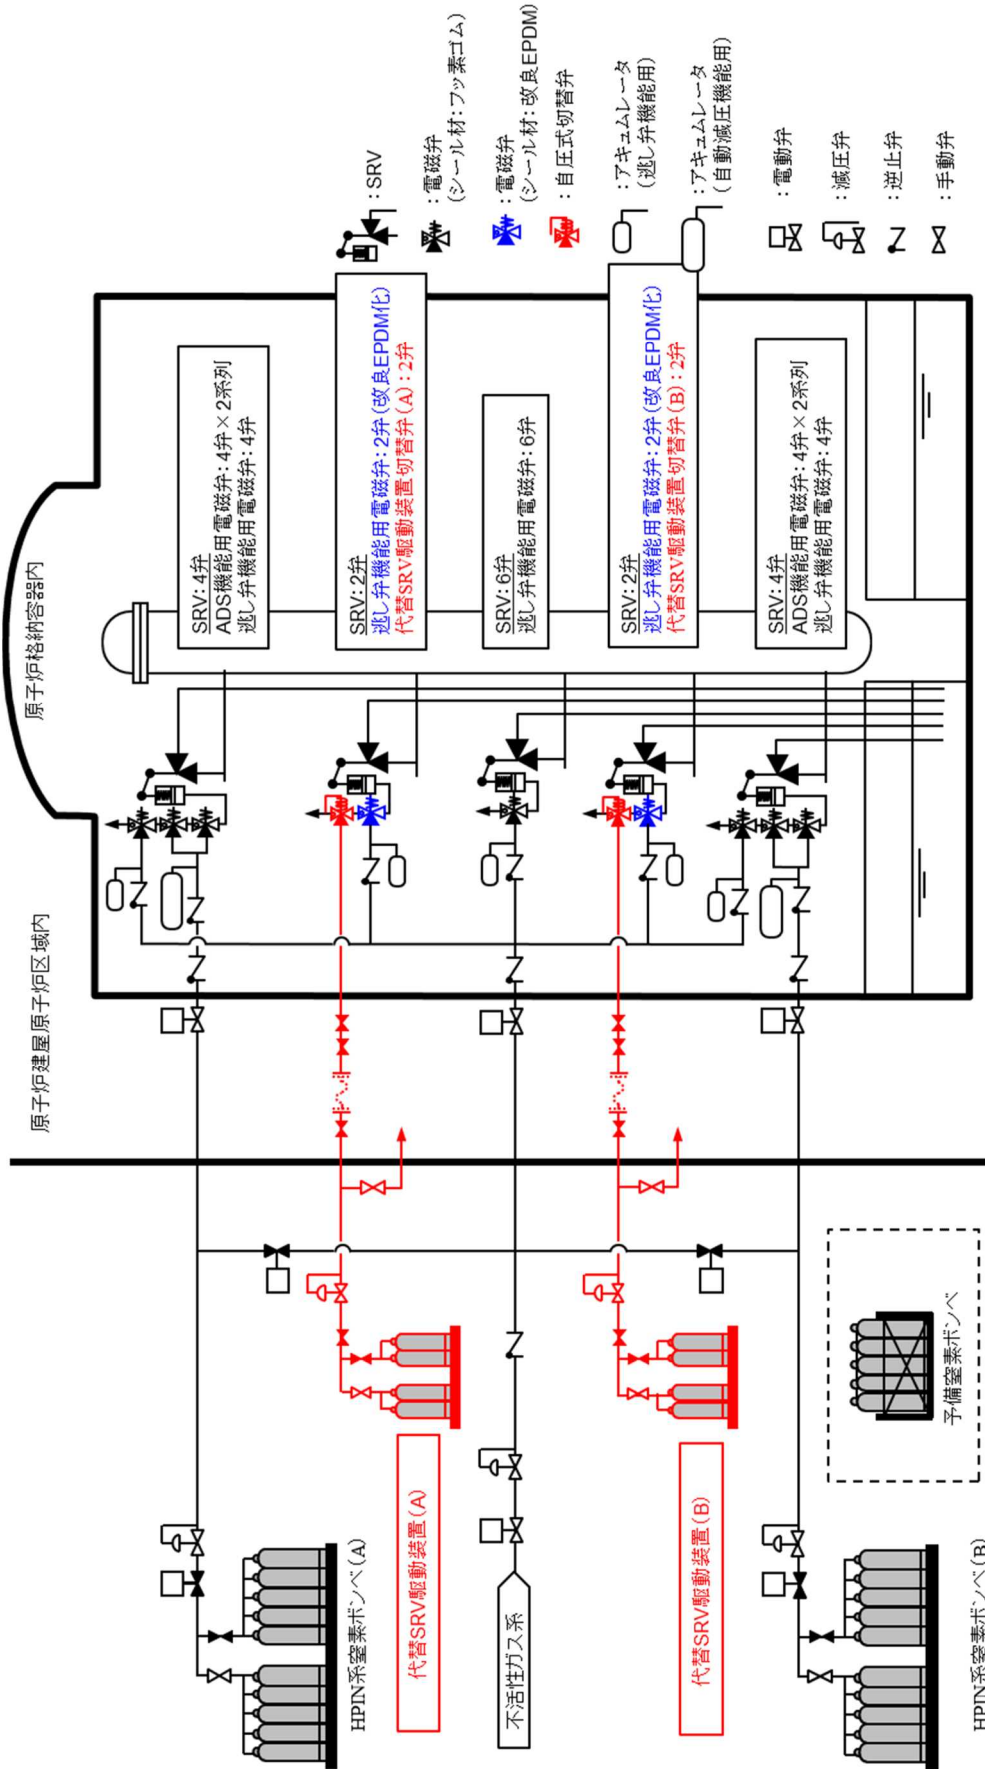 原子炉建屋原子炉区域内
原子炉格納容器内
SRV：4弁
ADS機能用電磁弁：4弁×2系列
逃し弁機能用電磁弁：4弁
SRV：2弁
逃し弁機能用電磁弁：2弁(改良EPDM化)
代替SRV駆動装置切替弁(A)：2弁
SRV：6弁
逃し弁機能用電磁弁：6弁
SRV：2弁
逃し弁機能用電磁弁：2弁(改良EPDM化)
代替SRV駆動装置切替弁(B)：2弁
SRV：4弁
ADS機能用電磁弁：4弁×2系列
逃し弁機能用電磁弁：4弁
：SRV
：電磁弁
(シール材：フッ素ゴム)
：電磁弁
(シール材：改良EPDM)
：自圧式切替弁
：アキュムレータ
(逃し弁機能用)
：アキュムレータ
(自動減圧機能用)
：電動弁
：減圧弁
：逆止弁
：手動弁
HPIN系窒素ボンベ(A)
代替SRV駆動装置(A)
不活性ガス系
代替SRV駆動装置(B)
HPIN系窒素ボンベ(B)
予備窒素ボンベ